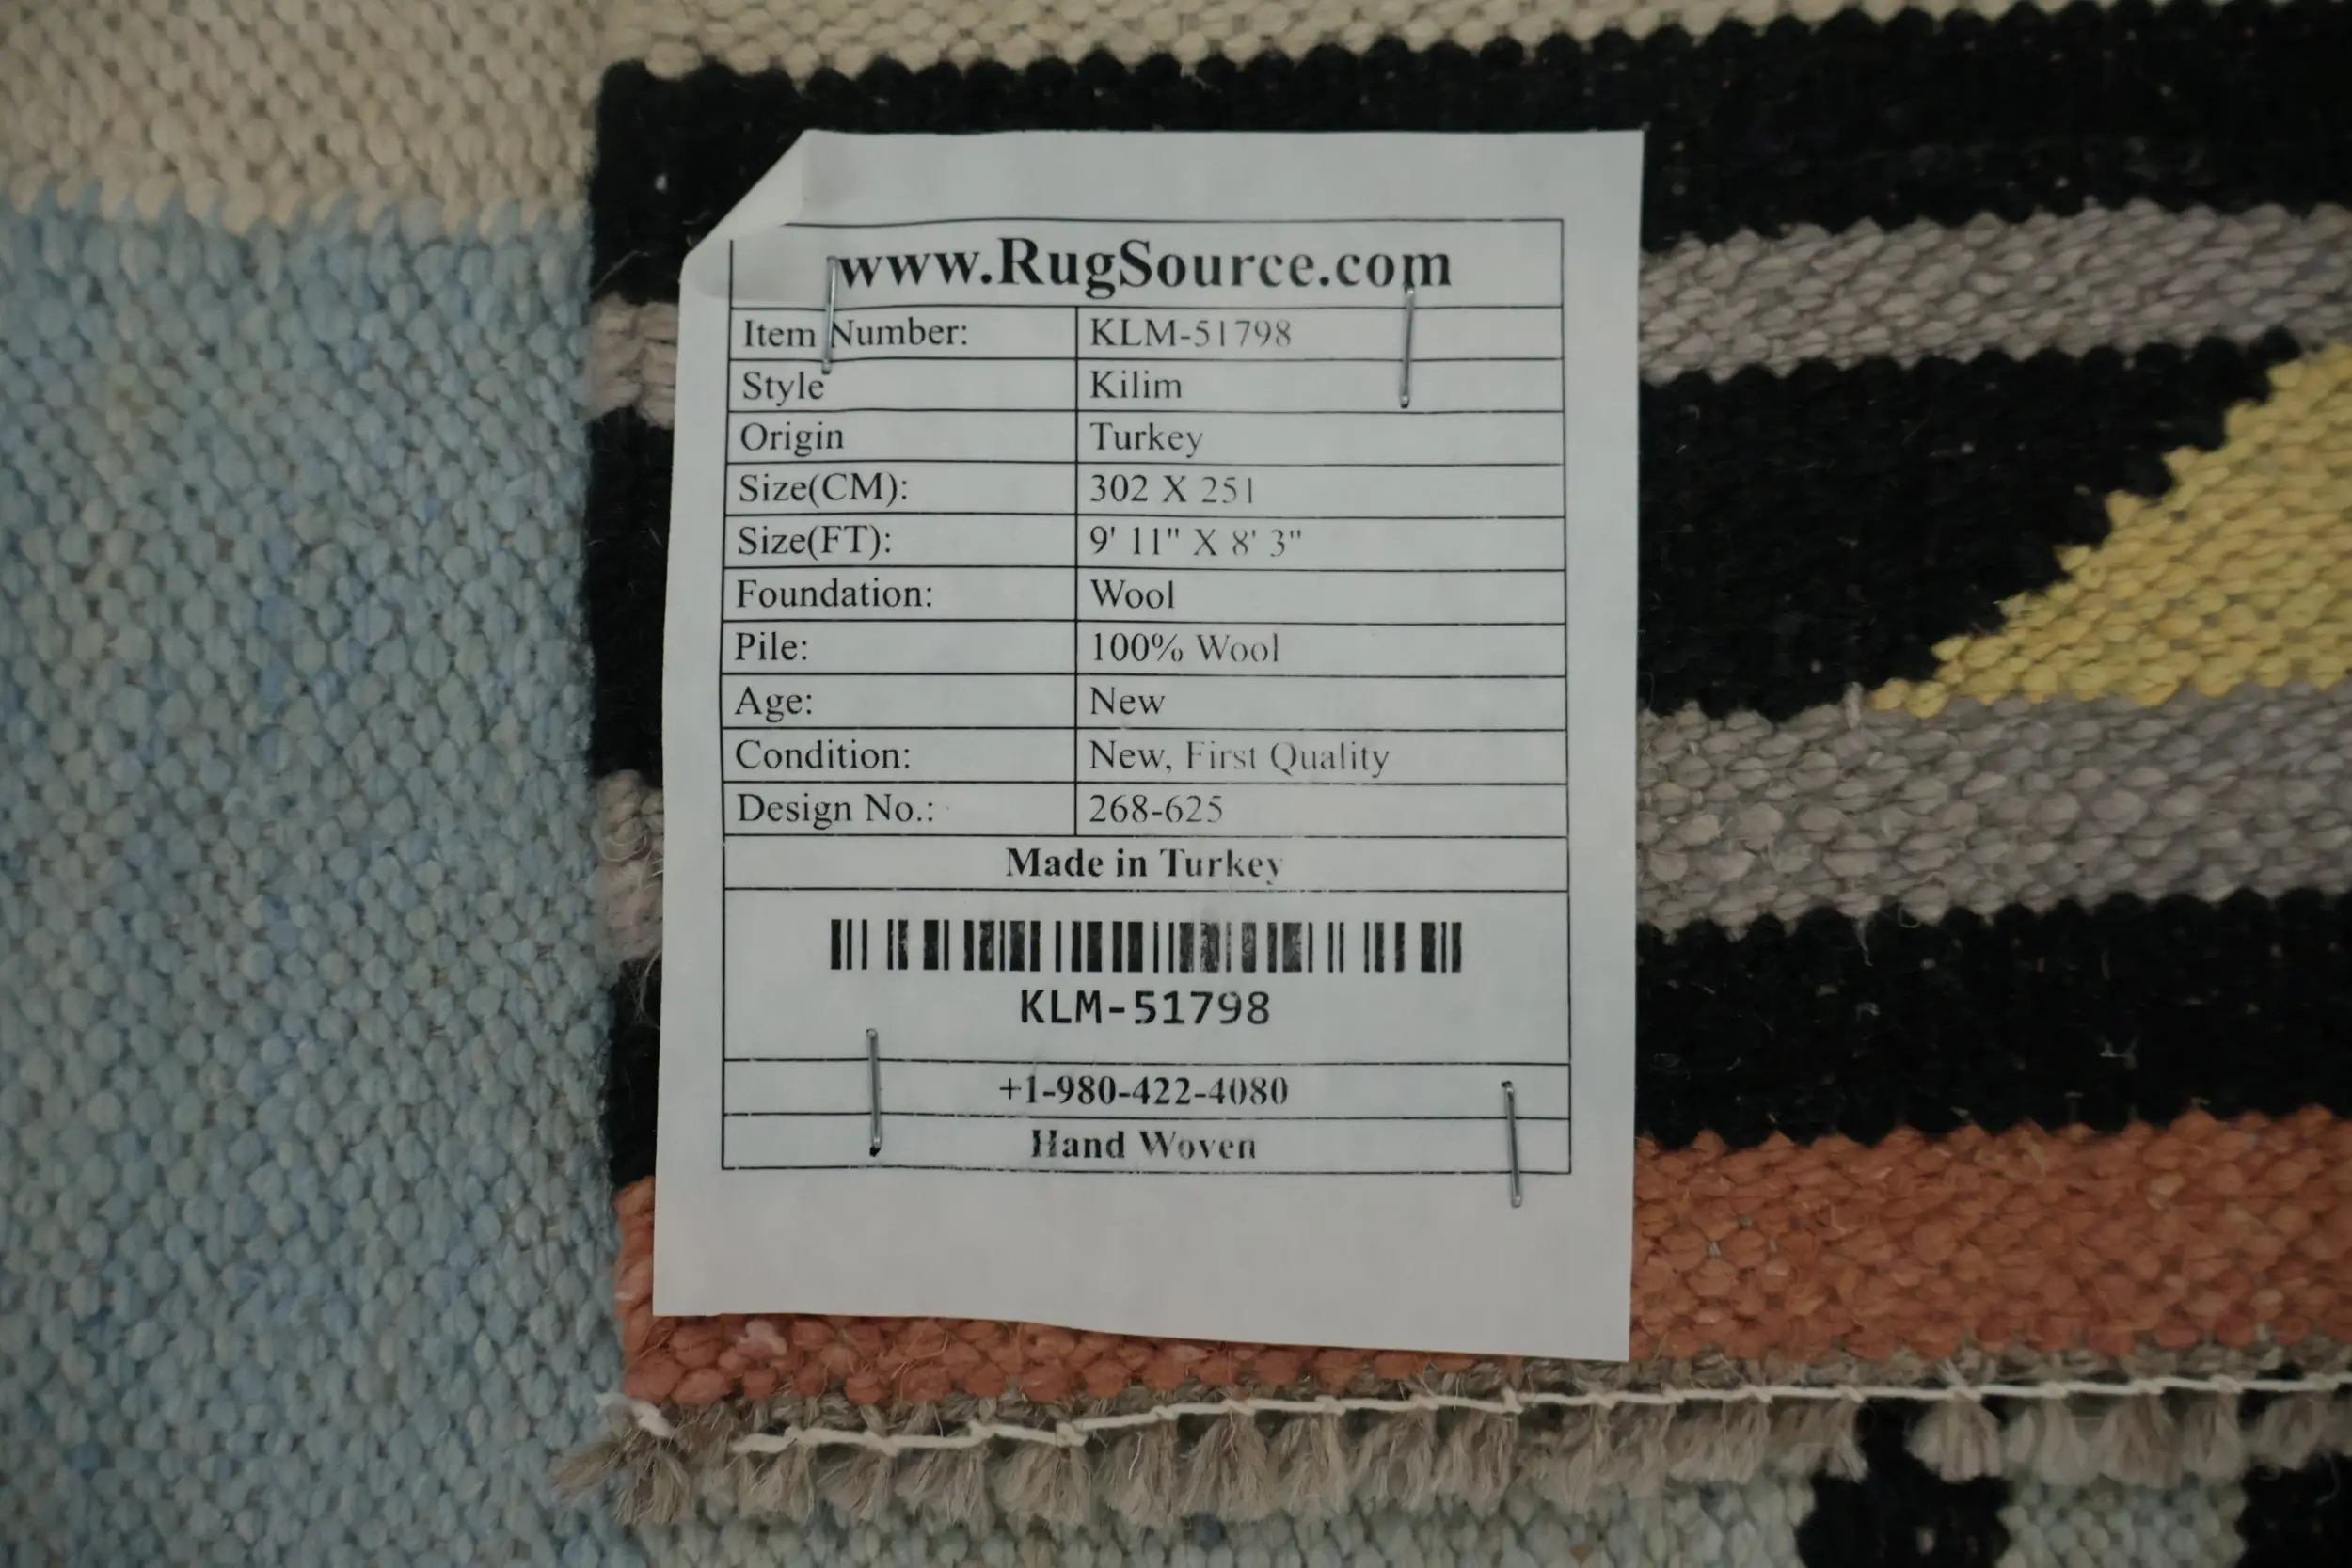 www.RugSource.com
Item Number: KLM-51798
Style Kilim
Origin Turkey
Size(CM): 302 X 251
Size(FT): 9' 11" X 8' 3"
Foundation: Wool
Pile: 100% Wool
Age: New
Condition: New, First Quality
Design No.: 268-625
Made in Turkey
KLM-51798
+1-980-422-4080
Hand Woven